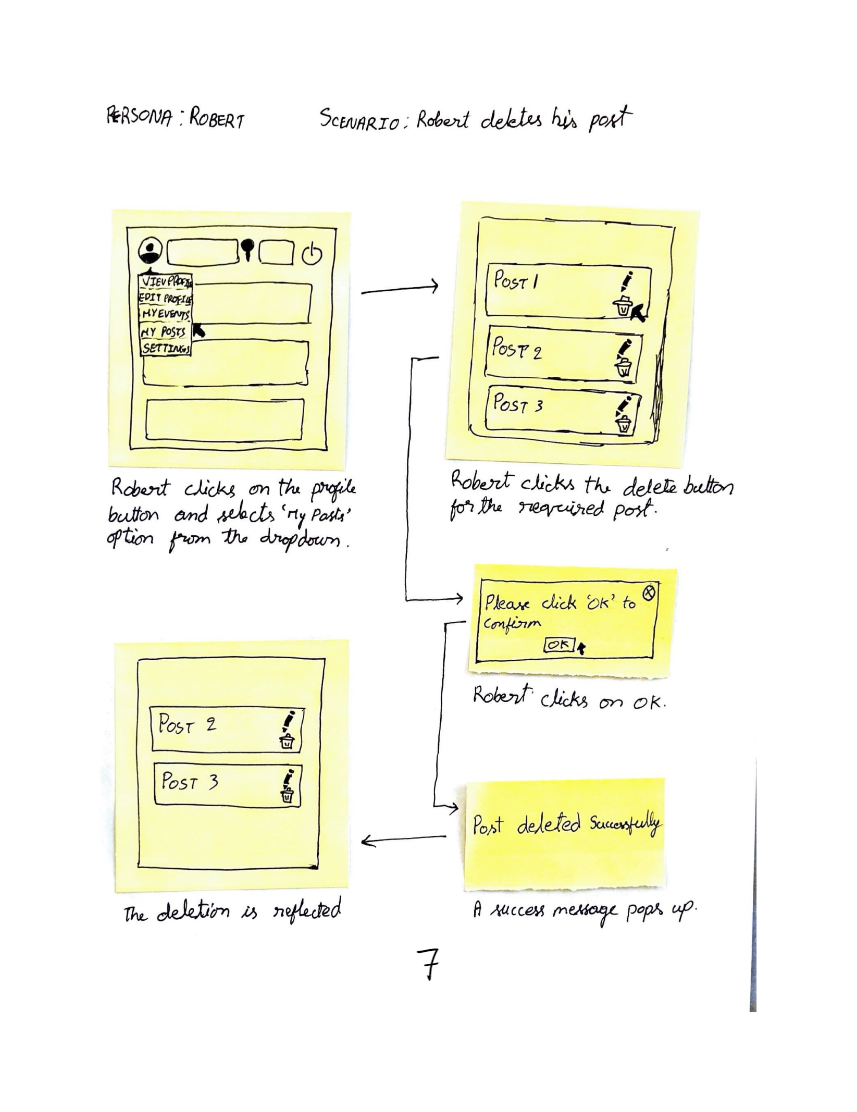 PERSONA : ROBERT
SCENARIO : Robert deletes his post
VIEW PROFILE
EDIT PROFILE
MY EVENTS
MY POSTS
SETTINGS
Robert clicks on the profile
button and selects 'My Posts'
option from the dropdown.
POST 1
POST 2
POST 3
Robert clicks the delete button
for the required post.
Please click 'OK' to
confirm
OK
Robert clicks on OK.
Post deleted Successfully
A success message pops up.
POST 2
POST 3
The deletion is reflected
7